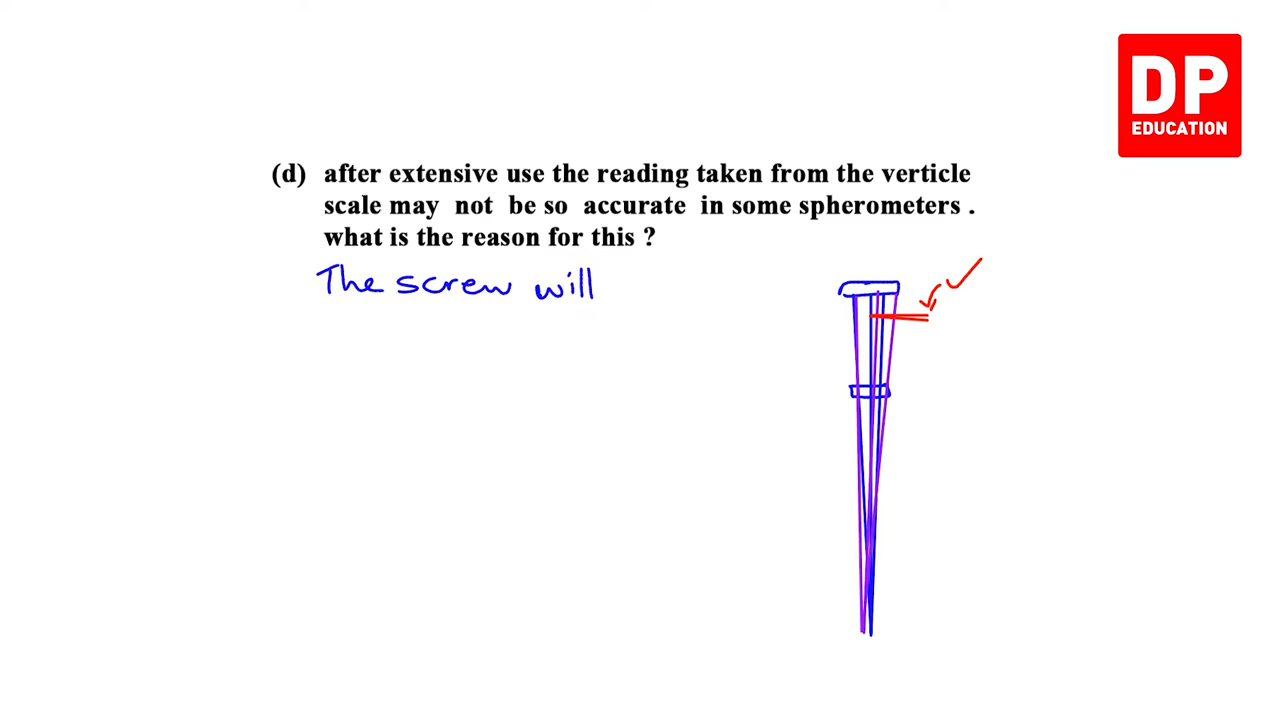 DP
EDUCATION
(d) after extensive use the reading taken from the verticle
scale may not be so accurate in some spherometers .
what is the reason for this ?
The screw will